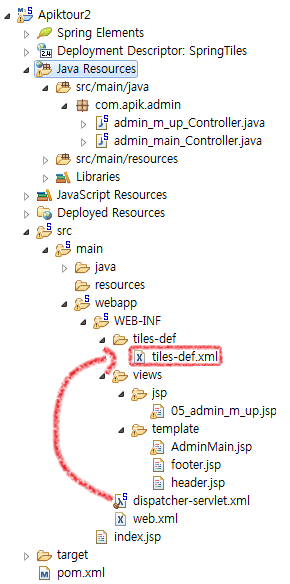 Apiktour2
Spring Elements
Deployment Descriptor: SpringTiles
Java Resources
src/main/java
com.apik.admin
admin_m_up_Controller.java
admin_main_Controller.java
src/main/resources
Libraries
JavaScript Resources
Deployed Resources
src
main
java
resources
webapp
WEB-INF
tiles-def
tiles-def.xml
views
jsp
05_admin_m_up.jsp
template
AdminMain.jsp
footer.jsp
header.jsp
dispatcher-servlet.xml
web.xml
index.jsp
target
pom.xml